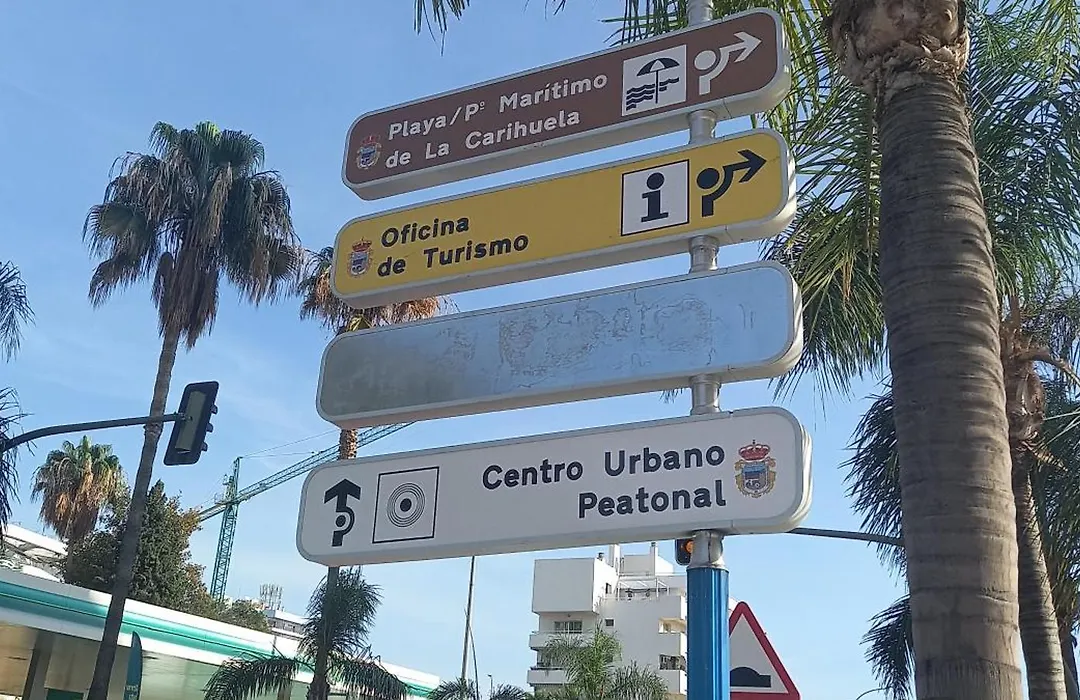 Playa/Pº Marítimo
de La Carihuela
Oficina
de Turismo
i
Centro Urbano
Peatonal